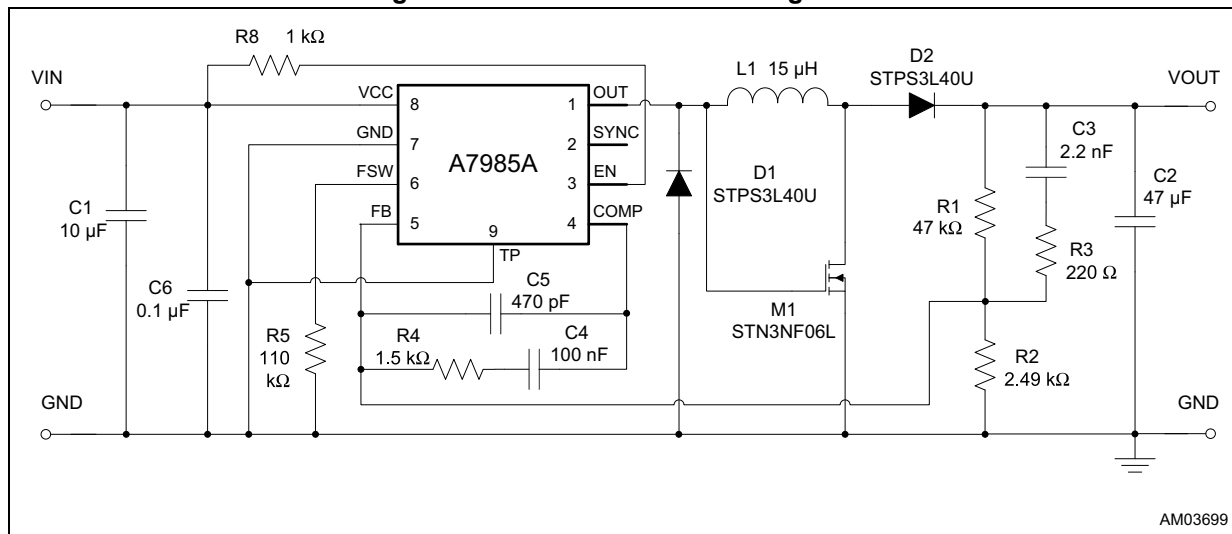 R8 1 kΩ
VIN
VCC
GND
FSW
FB
8
7
6
5
A7985A
9
TP
1
2
3
4
OUT
SYNC
EN
COMP
L1 15 µH
D2
STPS3L40U
VOUT
D1
STPS3L40U
C3
2.2 nF
C2
47 µF
R1
47 kΩ
R3
220 Ω
C1
10 µF
C6
0.1 µF
R5
110
kΩ
C5
470 pF
R4
1.5 kΩ
C4
100 nF
M1
STN3NF06L
R2
2.49 kΩ
GND
GND
AM03699